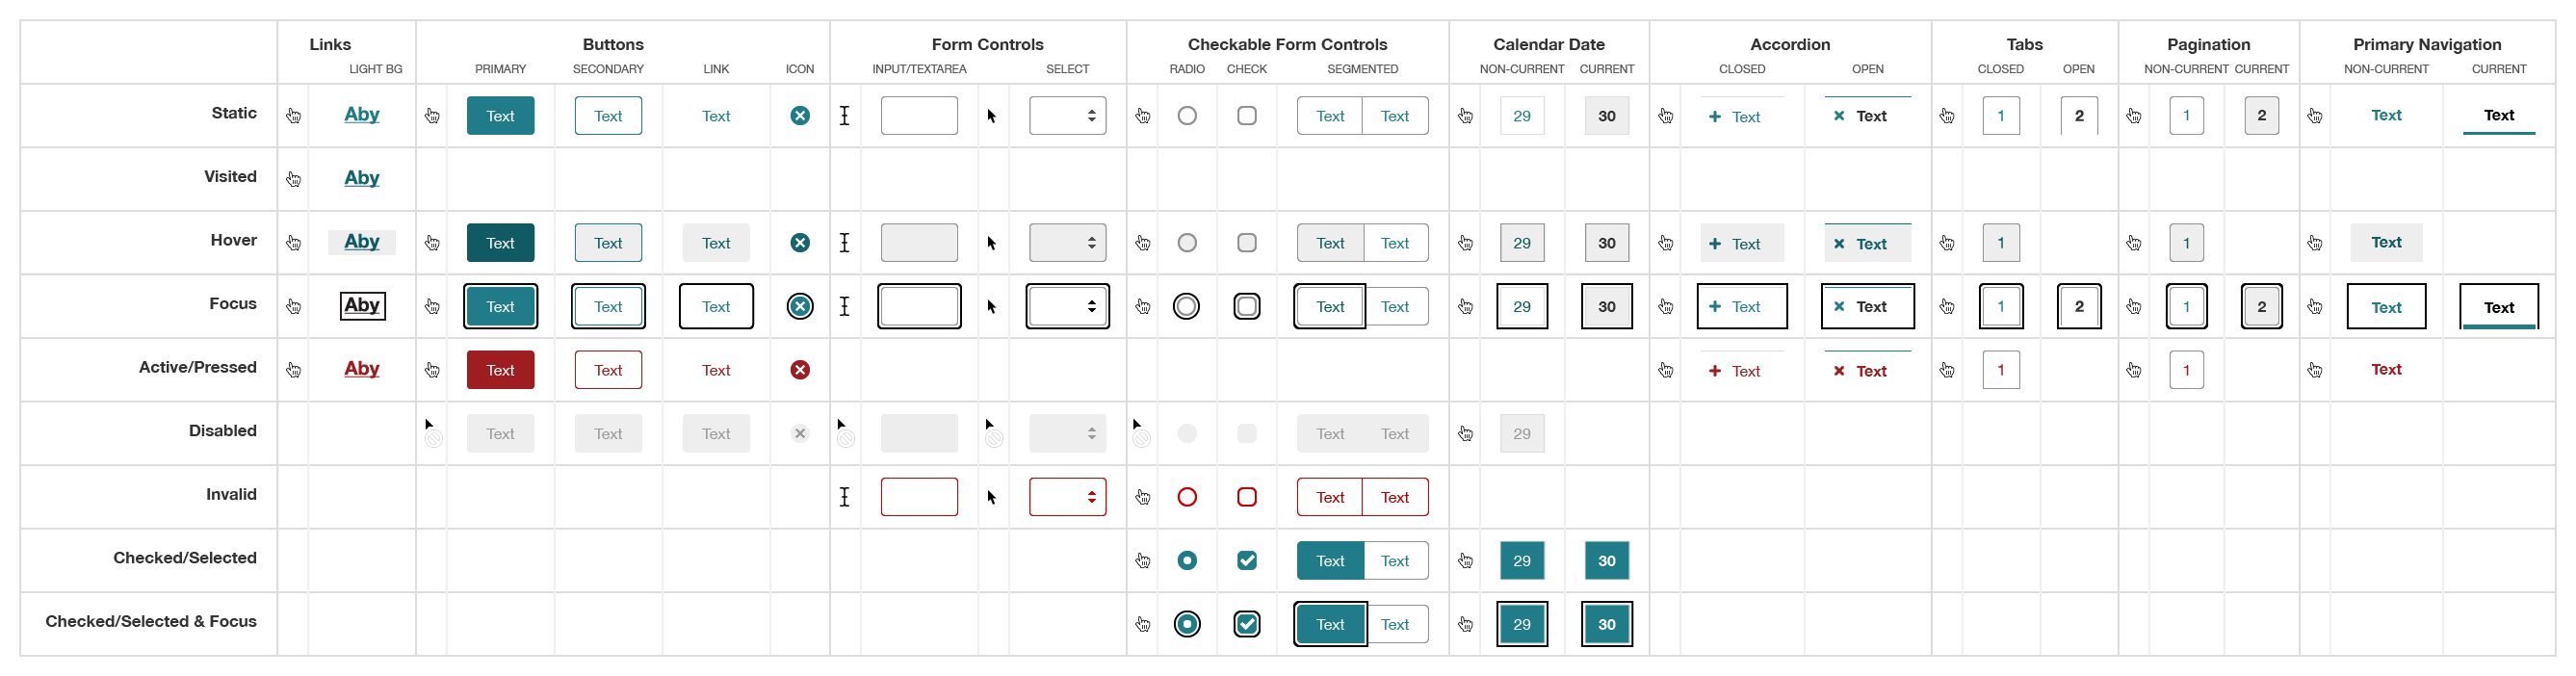 Links Buttons Form Controls Checkable Form Controls Calendar Date Accordion Tabs Pagination Primary Navigation
LIGHT BG PRIMARY SECONDARY LINK ICON INPUT/TEXTAREA SELECT RADIO CHECK SEGMENTED NON-CURRENT CURRENT CLOSED OPEN CLOSED OPEN NON-CURRENT CURRENT NON-CURRENT CURRENT
Static Aby Text Text Text Text Text 29 30 Text Text 1 2 1 2 Text Text
Visited Aby
Hover Aby Text Text Text Text Text 29 30 Text Text 1 1 Text
Focus Aby Text Text Text Text Text 29 30 Text Text 1 2 1 2 Text Text
Active/Pressed Aby Text Text Text Text Text 1 1 Text
Disabled Text Text Text Text Text 29
Invalid Text Text
Checked/Selected Text Text 29 30
Checked/Selected & Focus Text Text 29 30